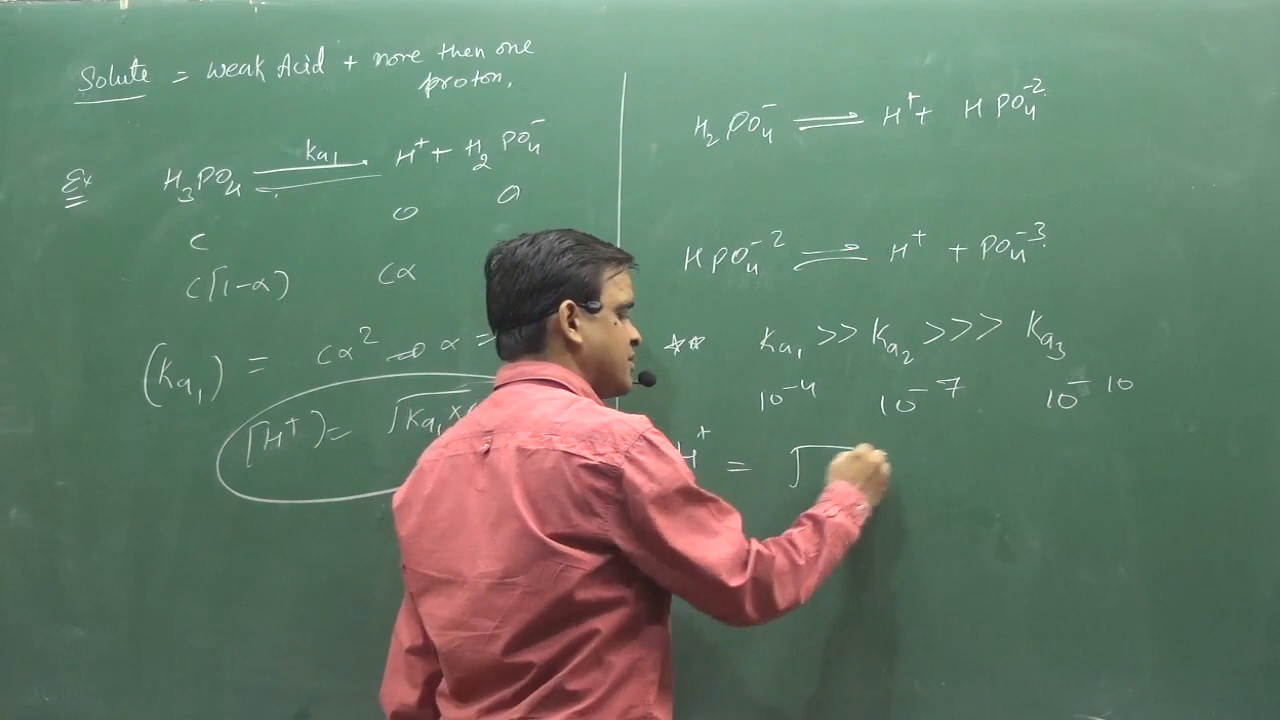 Solute = weak Acid + more then one
proton.
Ex H3PO4 ⇌ Ka1 H+ + H2PO4-
C 0 0
C(1-α) Cα
(Ka1) = Cα² ⇒ α =
[H+] = √Ka1 ×
H2PO4- ⇌ H+ + HPO4-2
HPO4-2 ⇌ H+ + PO4-3
** Ka1 >> Ka2 >>> Ka3
10-4 10-7 10-10
H+ = √